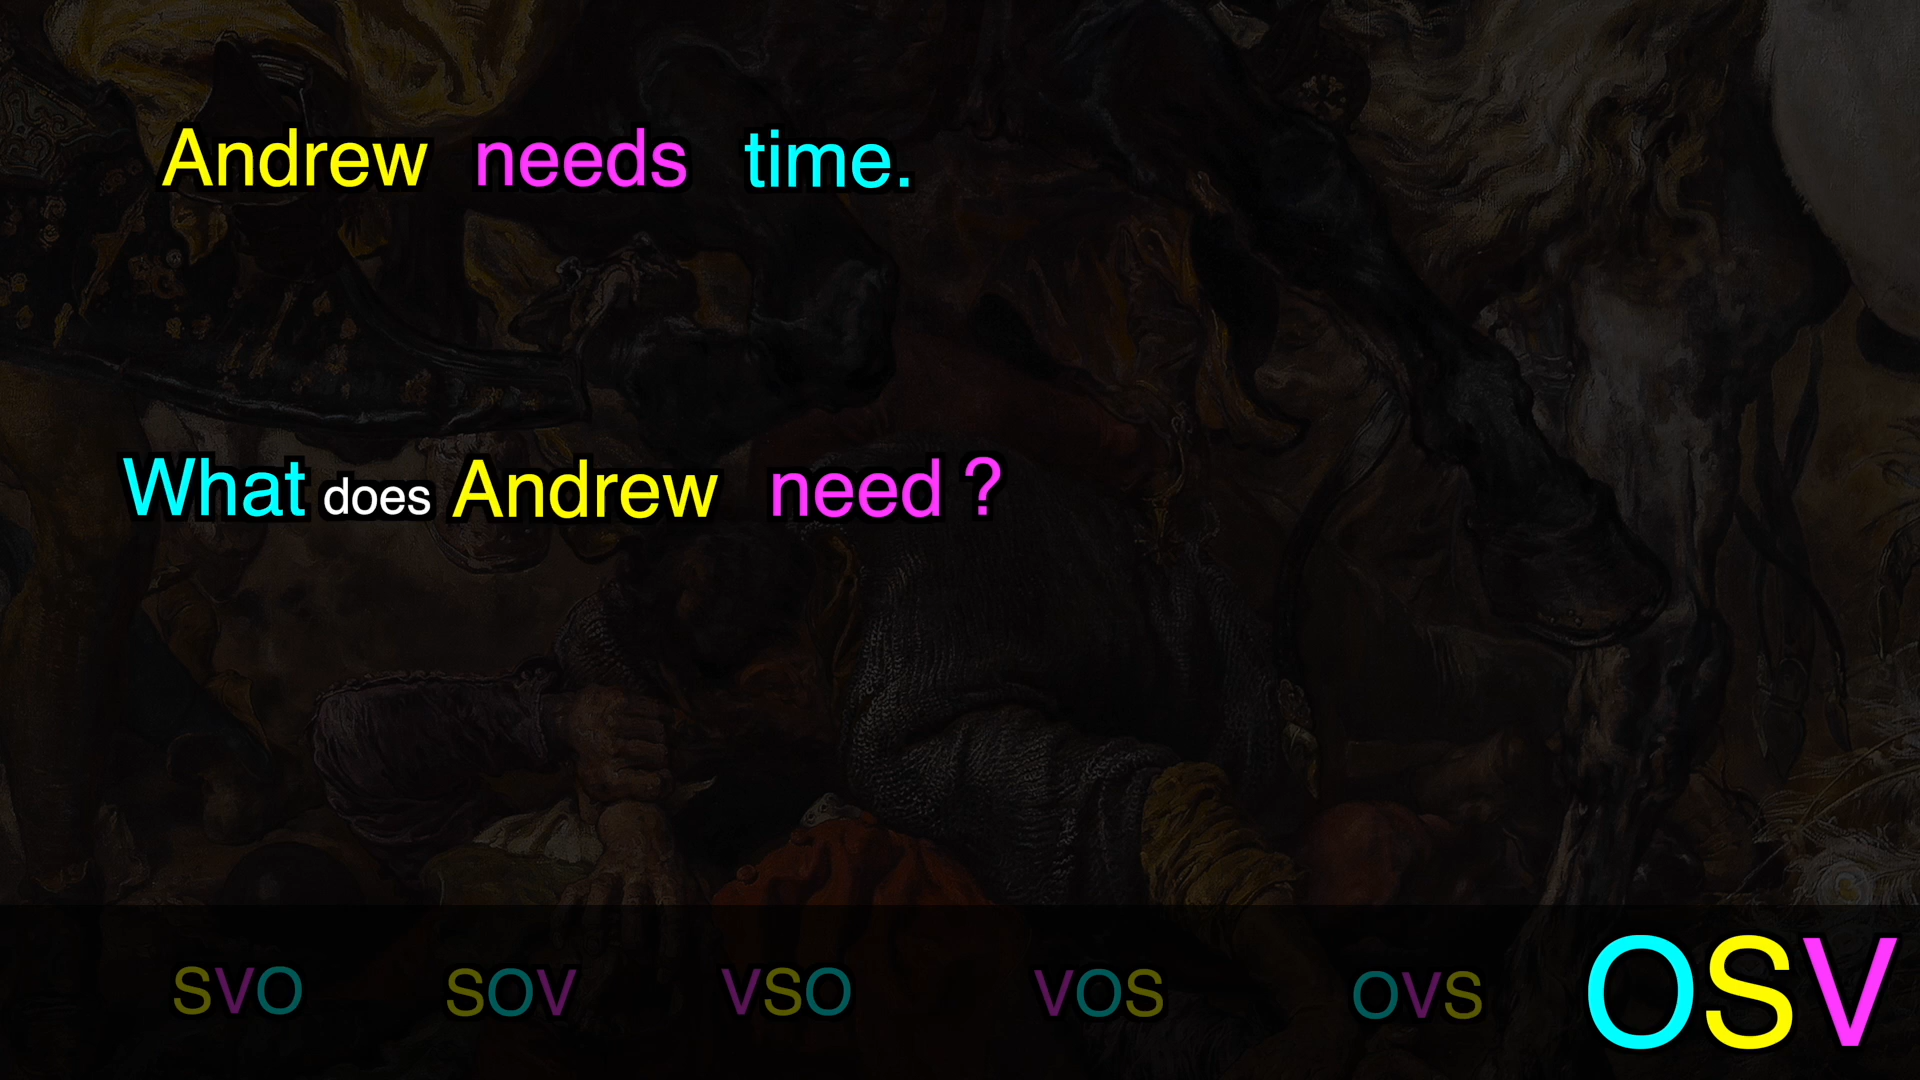 Andrew needs time.
What does Andrew need ?
SVO SOV VSO VOS OVS OSV